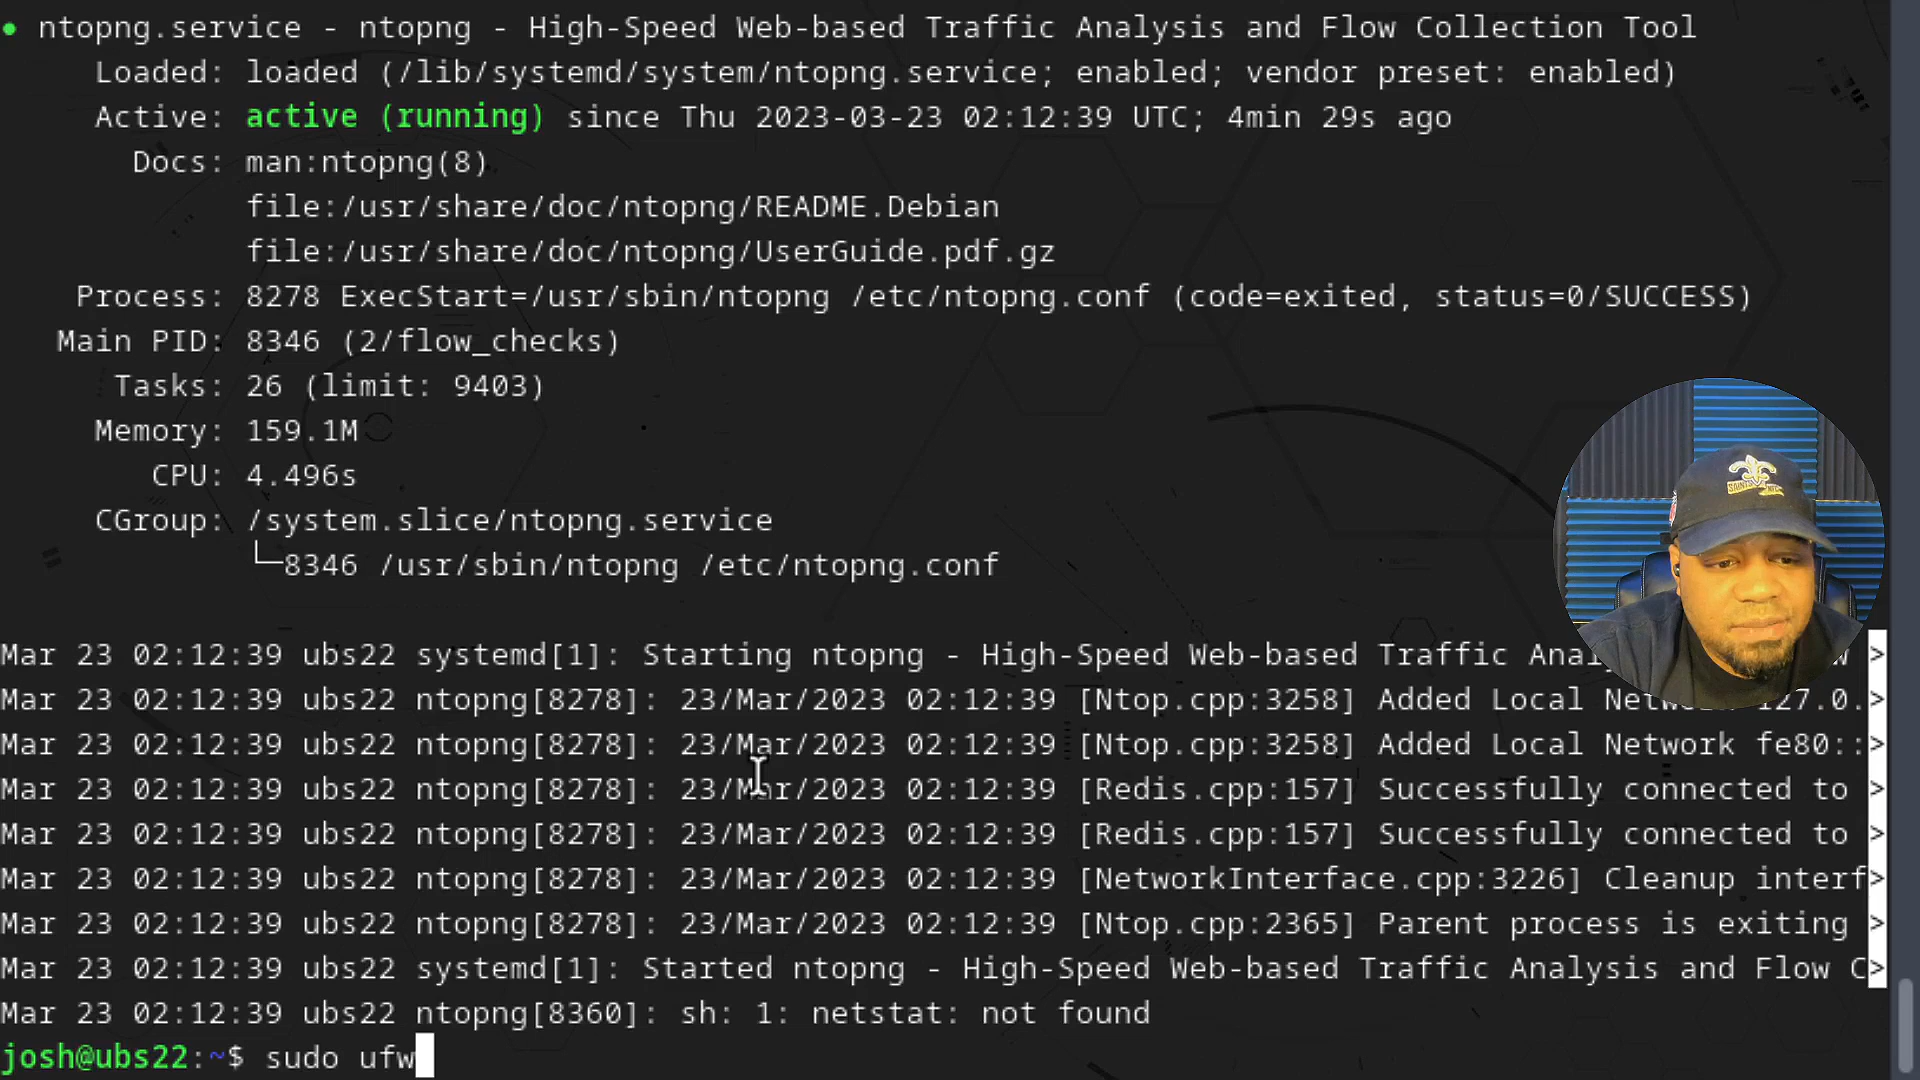 ● ntopng.service - ntopng - High-Speed Web-based Traffic Analysis and Flow Collection Tool
Loaded: loaded (/lib/systemd/system/ntopng.service; enabled; vendor preset: enabled)
Active: active (running) since Thu 2023-03-23 02:12:39 UTC; 4min 29s ago
Docs: man:ntopng(8)
file:/usr/share/doc/ntopng/README.Debian
file:/usr/share/doc/ntopng/UserGuide.pdf.gz
Process: 8278 ExecStart=/usr/sbin/ntopng /etc/ntopng.conf (code=exited, status=0/SUCCESS)
Main PID: 8346 (2/flow_checks)
Tasks: 26 (limit: 9403)
Memory: 159.1M
CPU: 4.496s
CGroup: /system.slice/ntopng.service
└─8346 /usr/sbin/ntopng /etc/ntopng.conf
SAINTS
Mar 23 02:12:39 ubs22 systemd[1]: Starting ntopng - High-Speed Web-based Traffic Anal >
Mar 23 02:12:39 ubs22 ntopng[8278]: 23/Mar/2023 02:12:39 [Ntop.cpp:3258] Added Local 127.0.>
Mar 23 02:12:39 ubs22 ntopng[8278]: 23/Mar/2023 02:12:39 [Ntop.cpp:3258] Added Local Network fe80::>
Mar 23 02:12:39 ubs22 ntopng[8278]: 23/Mar/2023 02:12:39 [Redis.cpp:157] Successfully connected to >
Mar 23 02:12:39 ubs22 ntopng[8278]: 23/Mar/2023 02:12:39 [Redis.cpp:157] Successfully connected to >
Mar 23 02:12:39 ubs22 ntopng[8278]: 23/Mar/2023 02:12:39 [NetworkInterface.cpp:3226] Cleanup interf>
Mar 23 02:12:39 ubs22 ntopng[8278]: 23/Mar/2023 02:12:39 [Ntop.cpp:2365] Parent process is exiting >
Mar 23 02:12:39 ubs22 systemd[1]: Started ntopng - High-Speed Web-based Traffic Analysis and Flow C>
Mar 23 02:12:39 ubs22 ntopng[8360]: sh: 1: netstat: not found
josh@ubs22:~$ sudo ufw